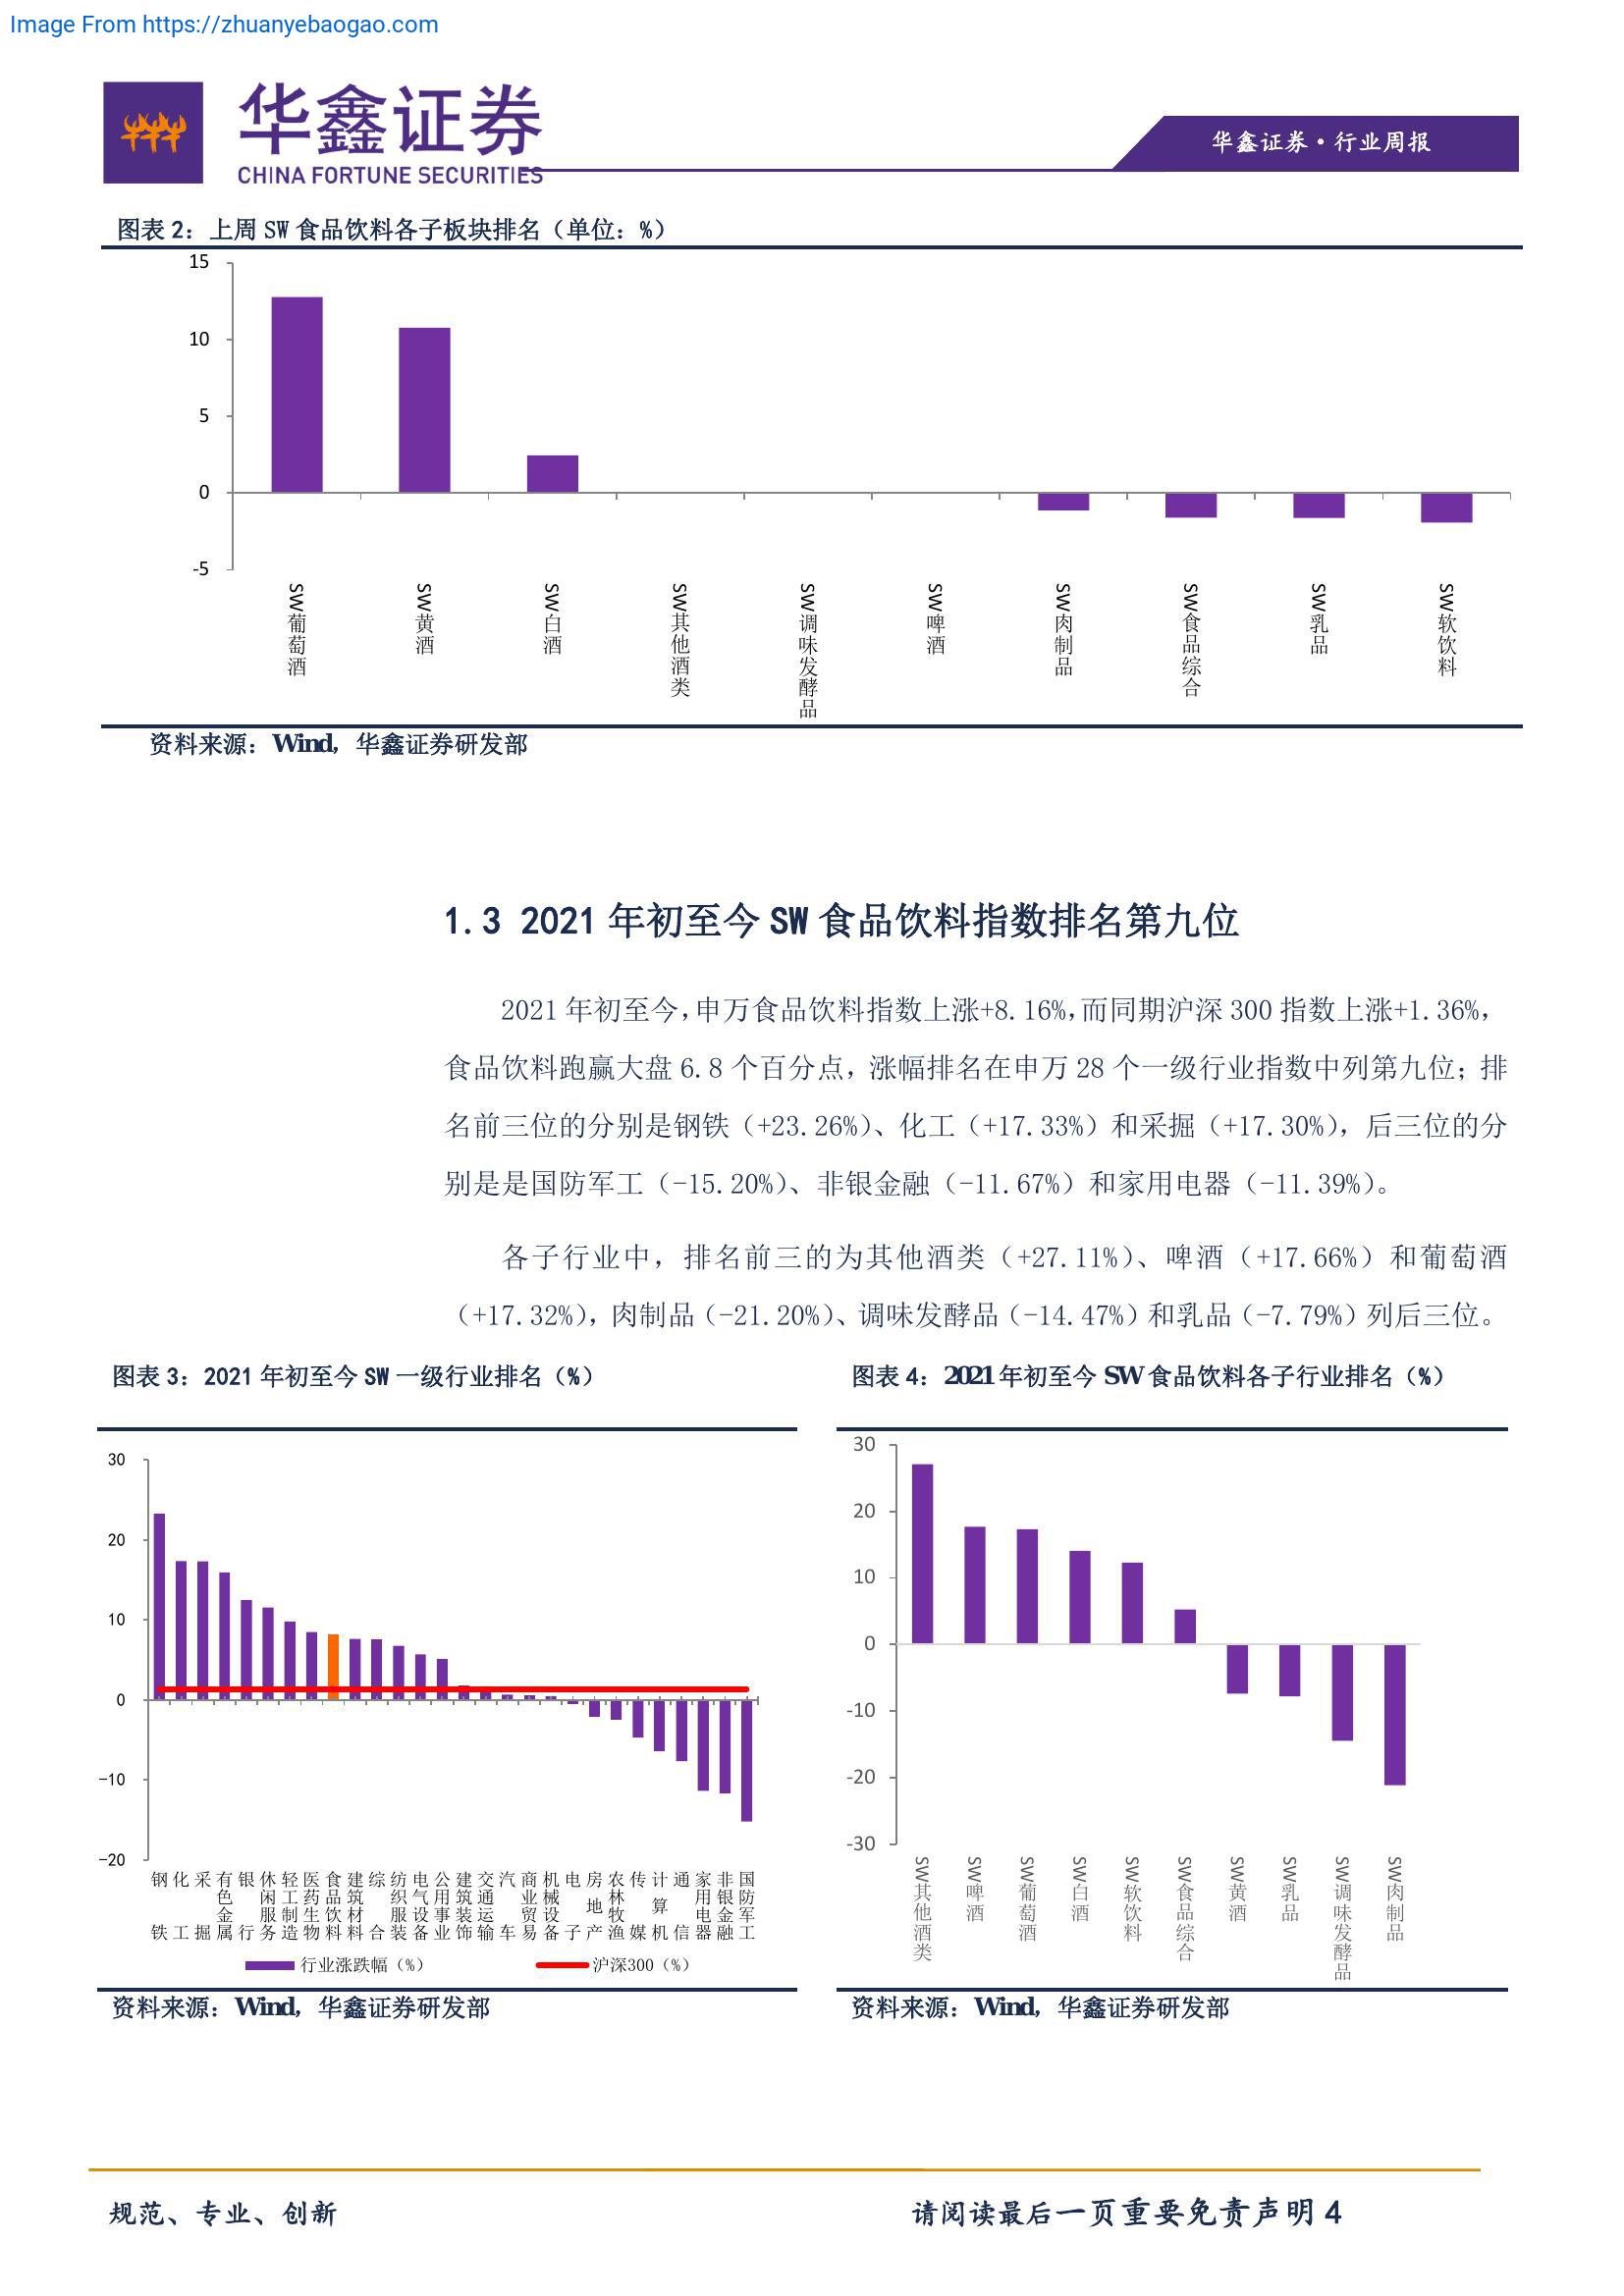 Image From https://zhuanyebaogao.com
华鑫证券
CHINA FORTUNE SECURITIES
华鑫证券·行业周报
图表 2：上周 SW 食品饮料各子板块排名（单位：%）
15
10
5
0
-5
SW葡萄酒
SW黄酒
SW白酒
SW其他酒类
SW调味发酵品
SW啤酒
SW肉制品
SW食品综合
SW乳品
SW软饮料
资料来源：Wind，华鑫证券研发部
1.3 2021 年初至今 SW 食品饮料指数排名第九位
2021 年初至今，申万食品饮料指数上涨+8.16%，而同期沪深 300 指数上涨+1.36%，
食品饮料跑赢大盘 6.8 个百分点，涨幅排名在申万 28 个一级行业指数中列第九位；排
名前三位的分别是钢铁（+23.26%）、化工（+17.33%）和采掘（+17.30%），后三位的分
别是是国防军工（-15.20%）、非银金融（-11.67%）和家用电器（-11.39%）。
各子行业中，排名前三的为其他酒类（+27.11%）、啤酒（+17.66%）和葡萄酒
（+17.32%），肉制品（-21.20%）、调味发酵品（-14.47%）和乳品（-7.79%）列后三位。
图表 3：2021 年初至今 SW 一级行业排名（%）
30
20
10
0
-10
-20
钢铁
化工
采掘
有色金属
银行
休闲服务
轻工制造
医药生物
食品饮料
建筑材料
综合
纺织服装
电气设备
公用事业
建筑装饰
交通运输
汽车
商业贸易
机械设备
电子
房地产
农林牧渔
传媒
计算机
通信
家用电器
非银金融
国防军工
行业涨跌幅（%）
沪深300（%）
资料来源：Wind，华鑫证券研发部
图表 4：2021 年初至今 SW 食品饮料各子行业排名（%）
30
20
10
0
-10
-20
-30
SW其他酒类
SW啤酒
SW葡萄酒
SW白酒
SW软饮料
SW食品综合
SW黄酒
SW乳品
SW调味发酵品
SW肉制品
资料来源：Wind，华鑫证券研发部
规范、专业、创新
请阅读最后一页重要免责声明 4